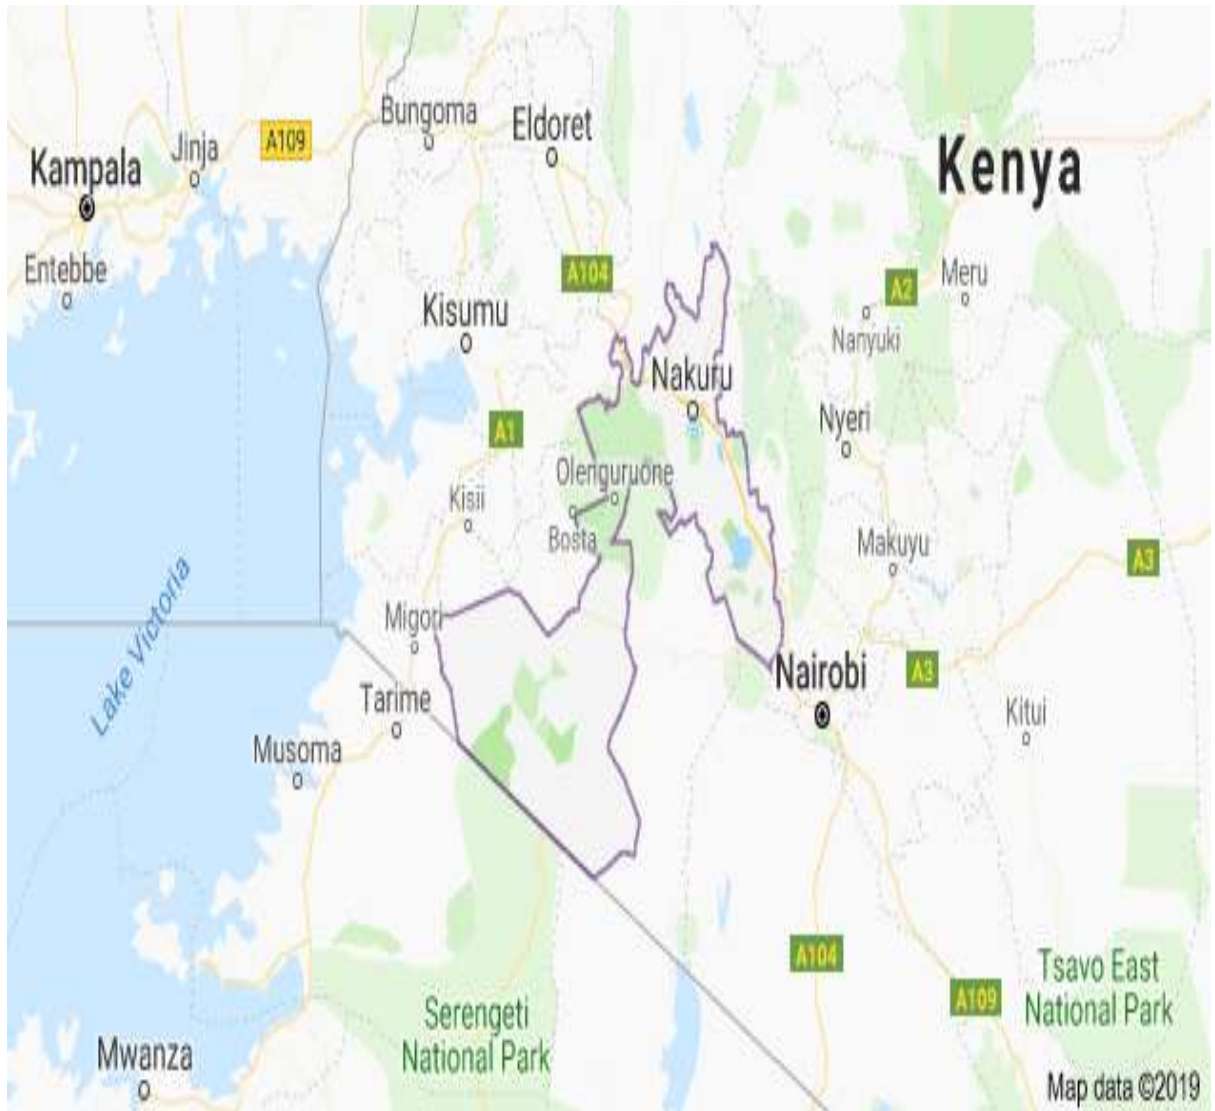 Bungoma
Eldoret
Jinja
A109
Kampala
Kenya
Entebbe
A104
A2
Meru
Kisumu
Nanyuki
Nakuru
A1
Nyeri
Olenguruone
Kisii
Bosta
Makuyu
A3
Lake Victoria
Migori
Nairobi
A3
Tarime
Kitui
Musoma
A104
Tsavo East
National Park
A109
Serengeti
National Park
Mwanza
Map data ©2019